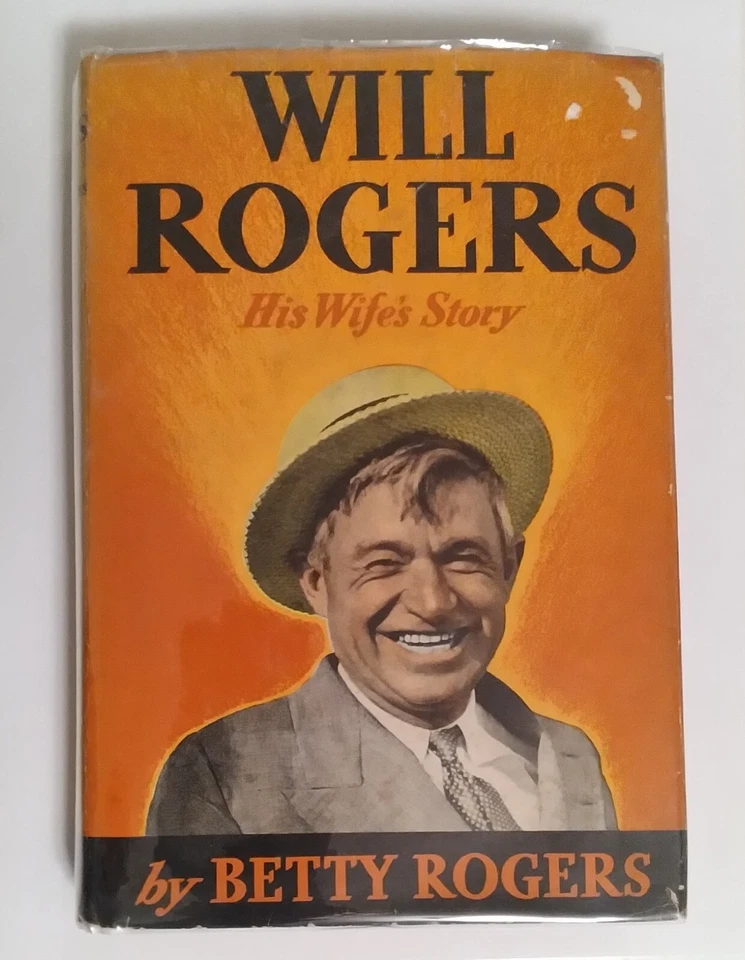 WILL
ROGERS
His Wife's Story
by BETTY ROGERS